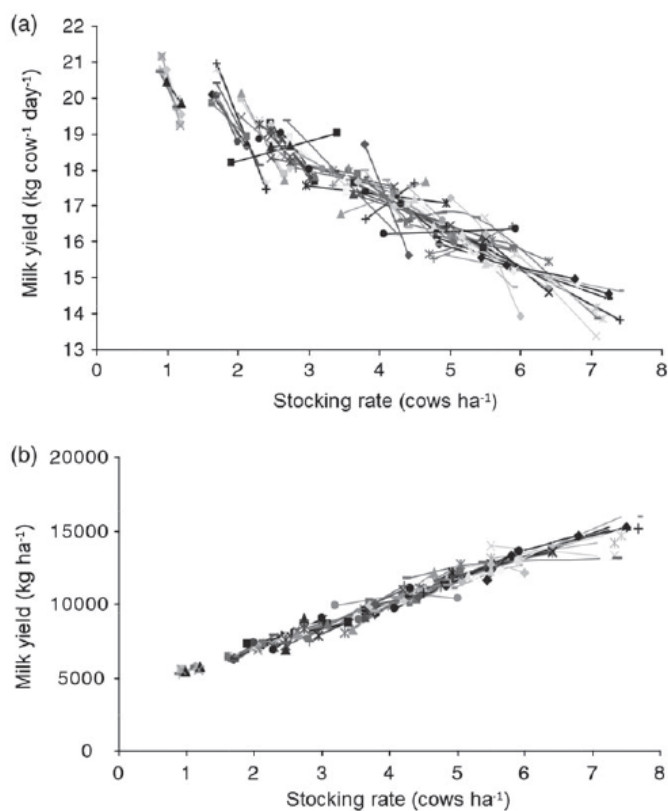 (a)
22
21
20
19
18
17
16
15
14
13
Milk yield (kg cow⁻¹ day⁻¹)
0 1 2 3 4 5 6 7 8
Stocking rate (cows ha⁻¹)
(b)
20000
15000
10000
5000
0
Milk yield (kg ha⁻¹)
0 1 2 3 4 5 6 7 8
Stocking rate (cows ha⁻¹)